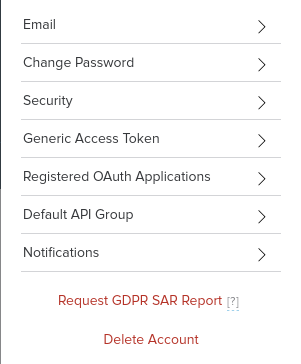 Email
Change Password
Security
Generic Access Token
Registered OAuth Applications
Default API Group
Notifications
Request GDPR SAR Report [?]
Delete Account